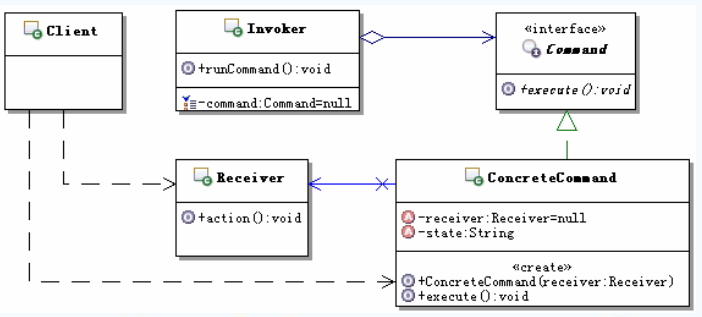 Client
Invoker
+runCommand():void
-command:Command=null
«interface»
Command
+execute():void
Receiver
+action():void
ConcreteCommand
-receiver:Receiver=null
-state:String
«create»
+ConcreteCommand(receiver:Receiver)
+execute():void